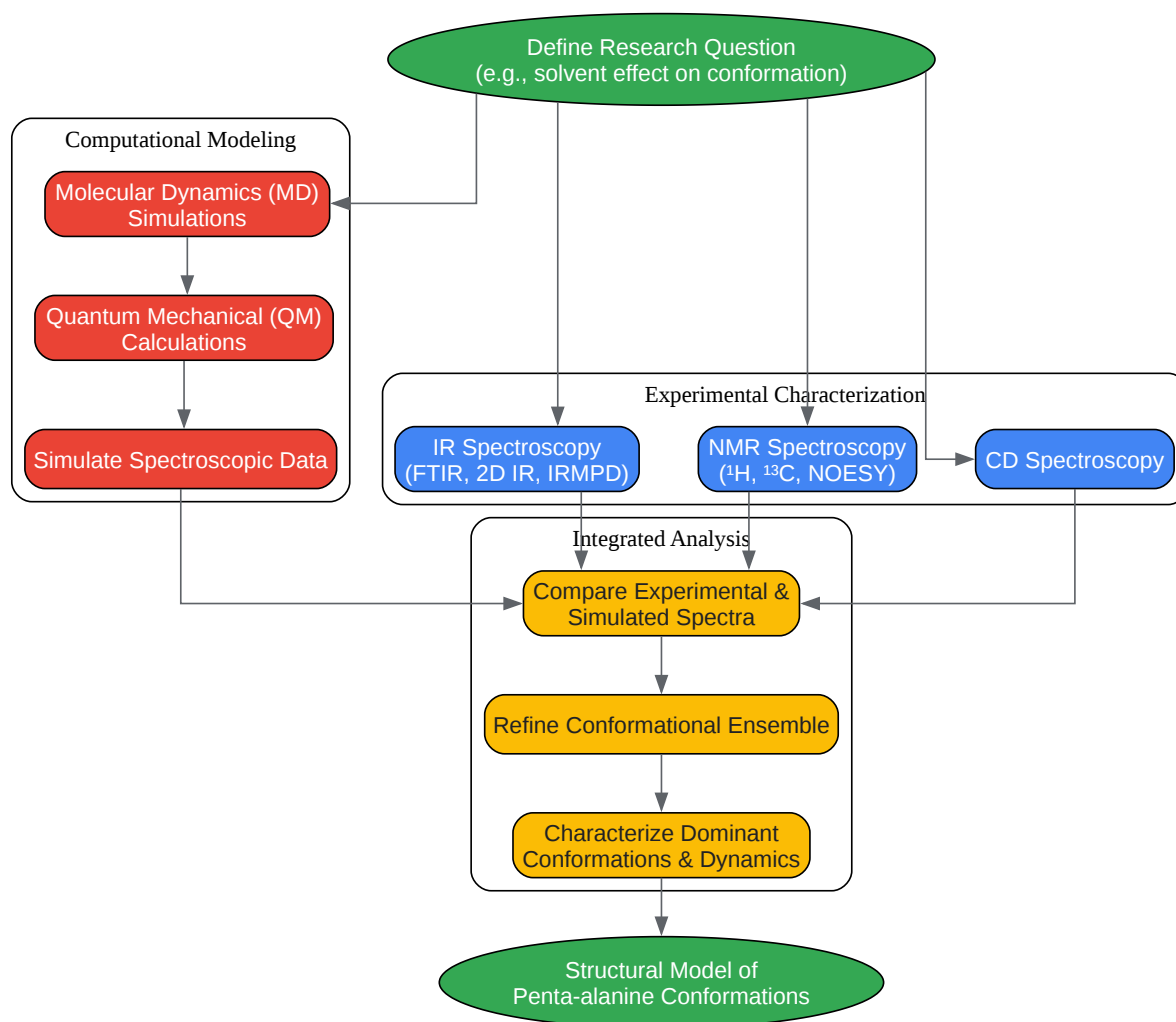 Define Research Question
(e.g., solvent effect on conformation)
Computational Modeling
Molecular Dynamics (MD)
Simulations
Quantum Mechanical (QM)
Calculations
Simulate Spectroscopic Data
Experimental Characterization
IR Spectroscopy
(FTIR, 2D IR, IRMPD)
NMR Spectroscopy
(¹H, ¹³C, NOESY)
CD Spectroscopy
Integrated Analysis
Compare Experimental &
Simulated Spectra
Refine Conformational Ensemble
Characterize Dominant
Conformations & Dynamics
Structural Model of
Penta-alanine Conformations